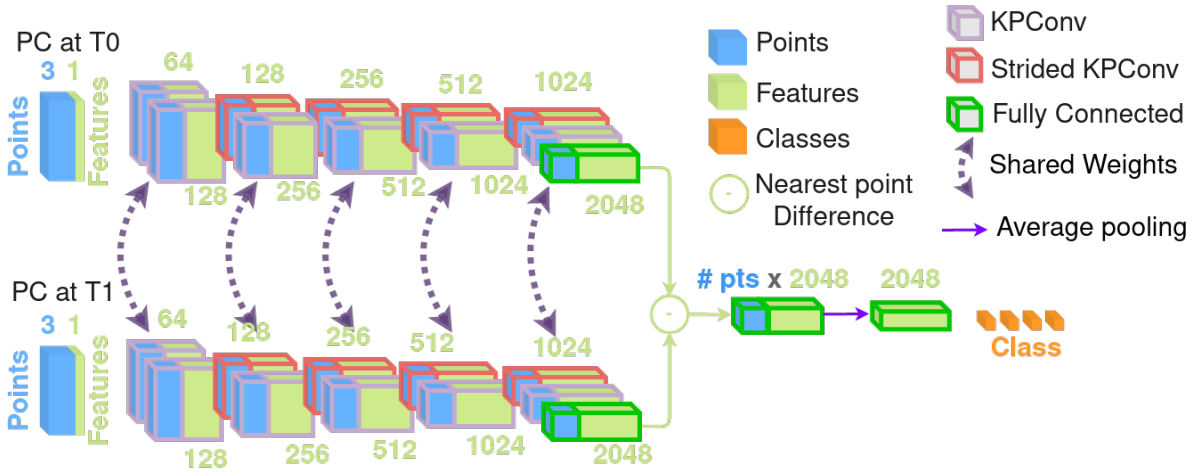 PC at T0
3 1
Points
Features
64
128
256
512
1024
128
256
512
1024
2048
PC at T1
3 1
Points
Features
64
128
256
512
1024
128
256
512
1024
2048
Points
Features
Classes
-
Nearest point
Difference
KPConv
Strided KPConv
Fully Connected
Shared Weights
Average pooling
-
# pts x 2048
2048
Class